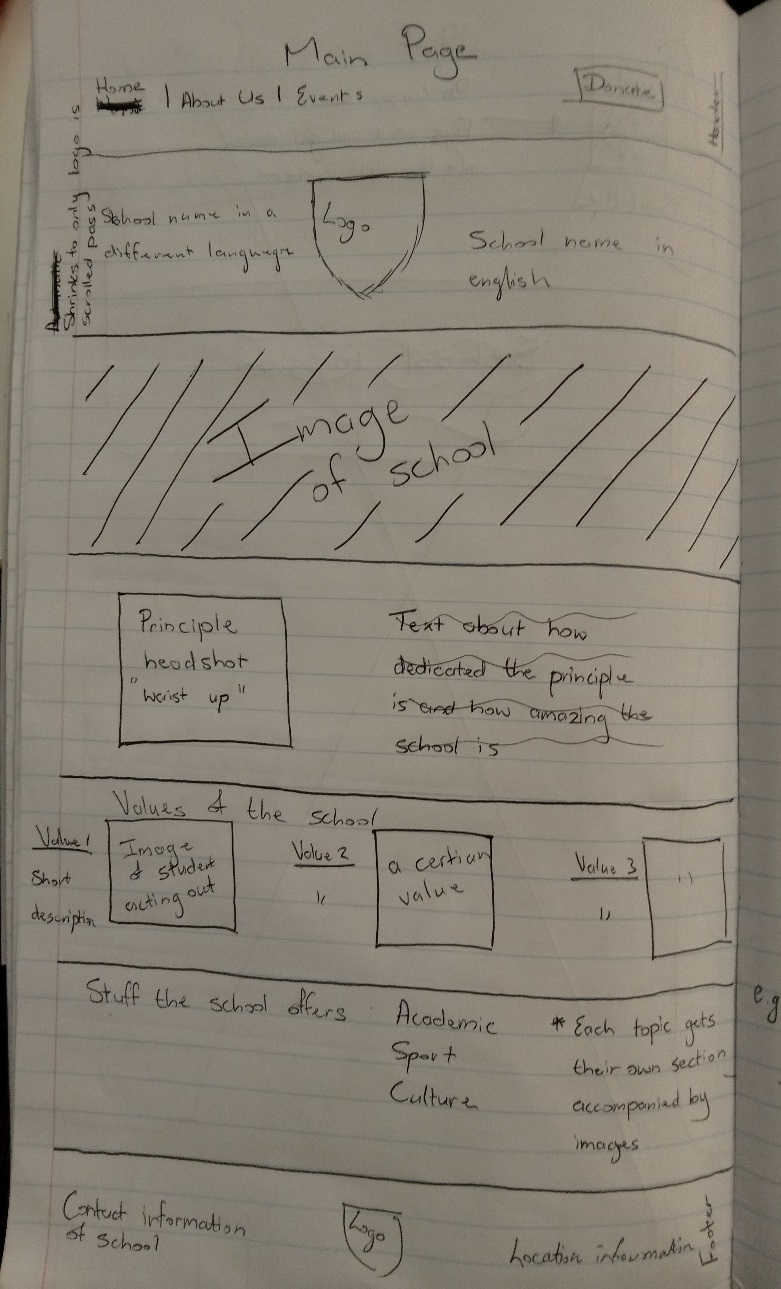 Main Page
Home | About Us | Events
Donate
Header
Shrinks to only logo is
scrolled pass
School name in a
different language
Logo
School name in
english
Image
of school
Principle
headshot
"waist up"
Text about how
dedicated the principle
is and how amazing the
school is
Values of the school
Value 1
Short
description
Image
of student
acting out
Value 2
"
a certian
value
Value 3
"
"
Stuff the school offers
Academic
Sport
Culture
* Each topic gets
their own section
accompanied by
images
e.g
Contact information
of school
Logo
Location information
Footer